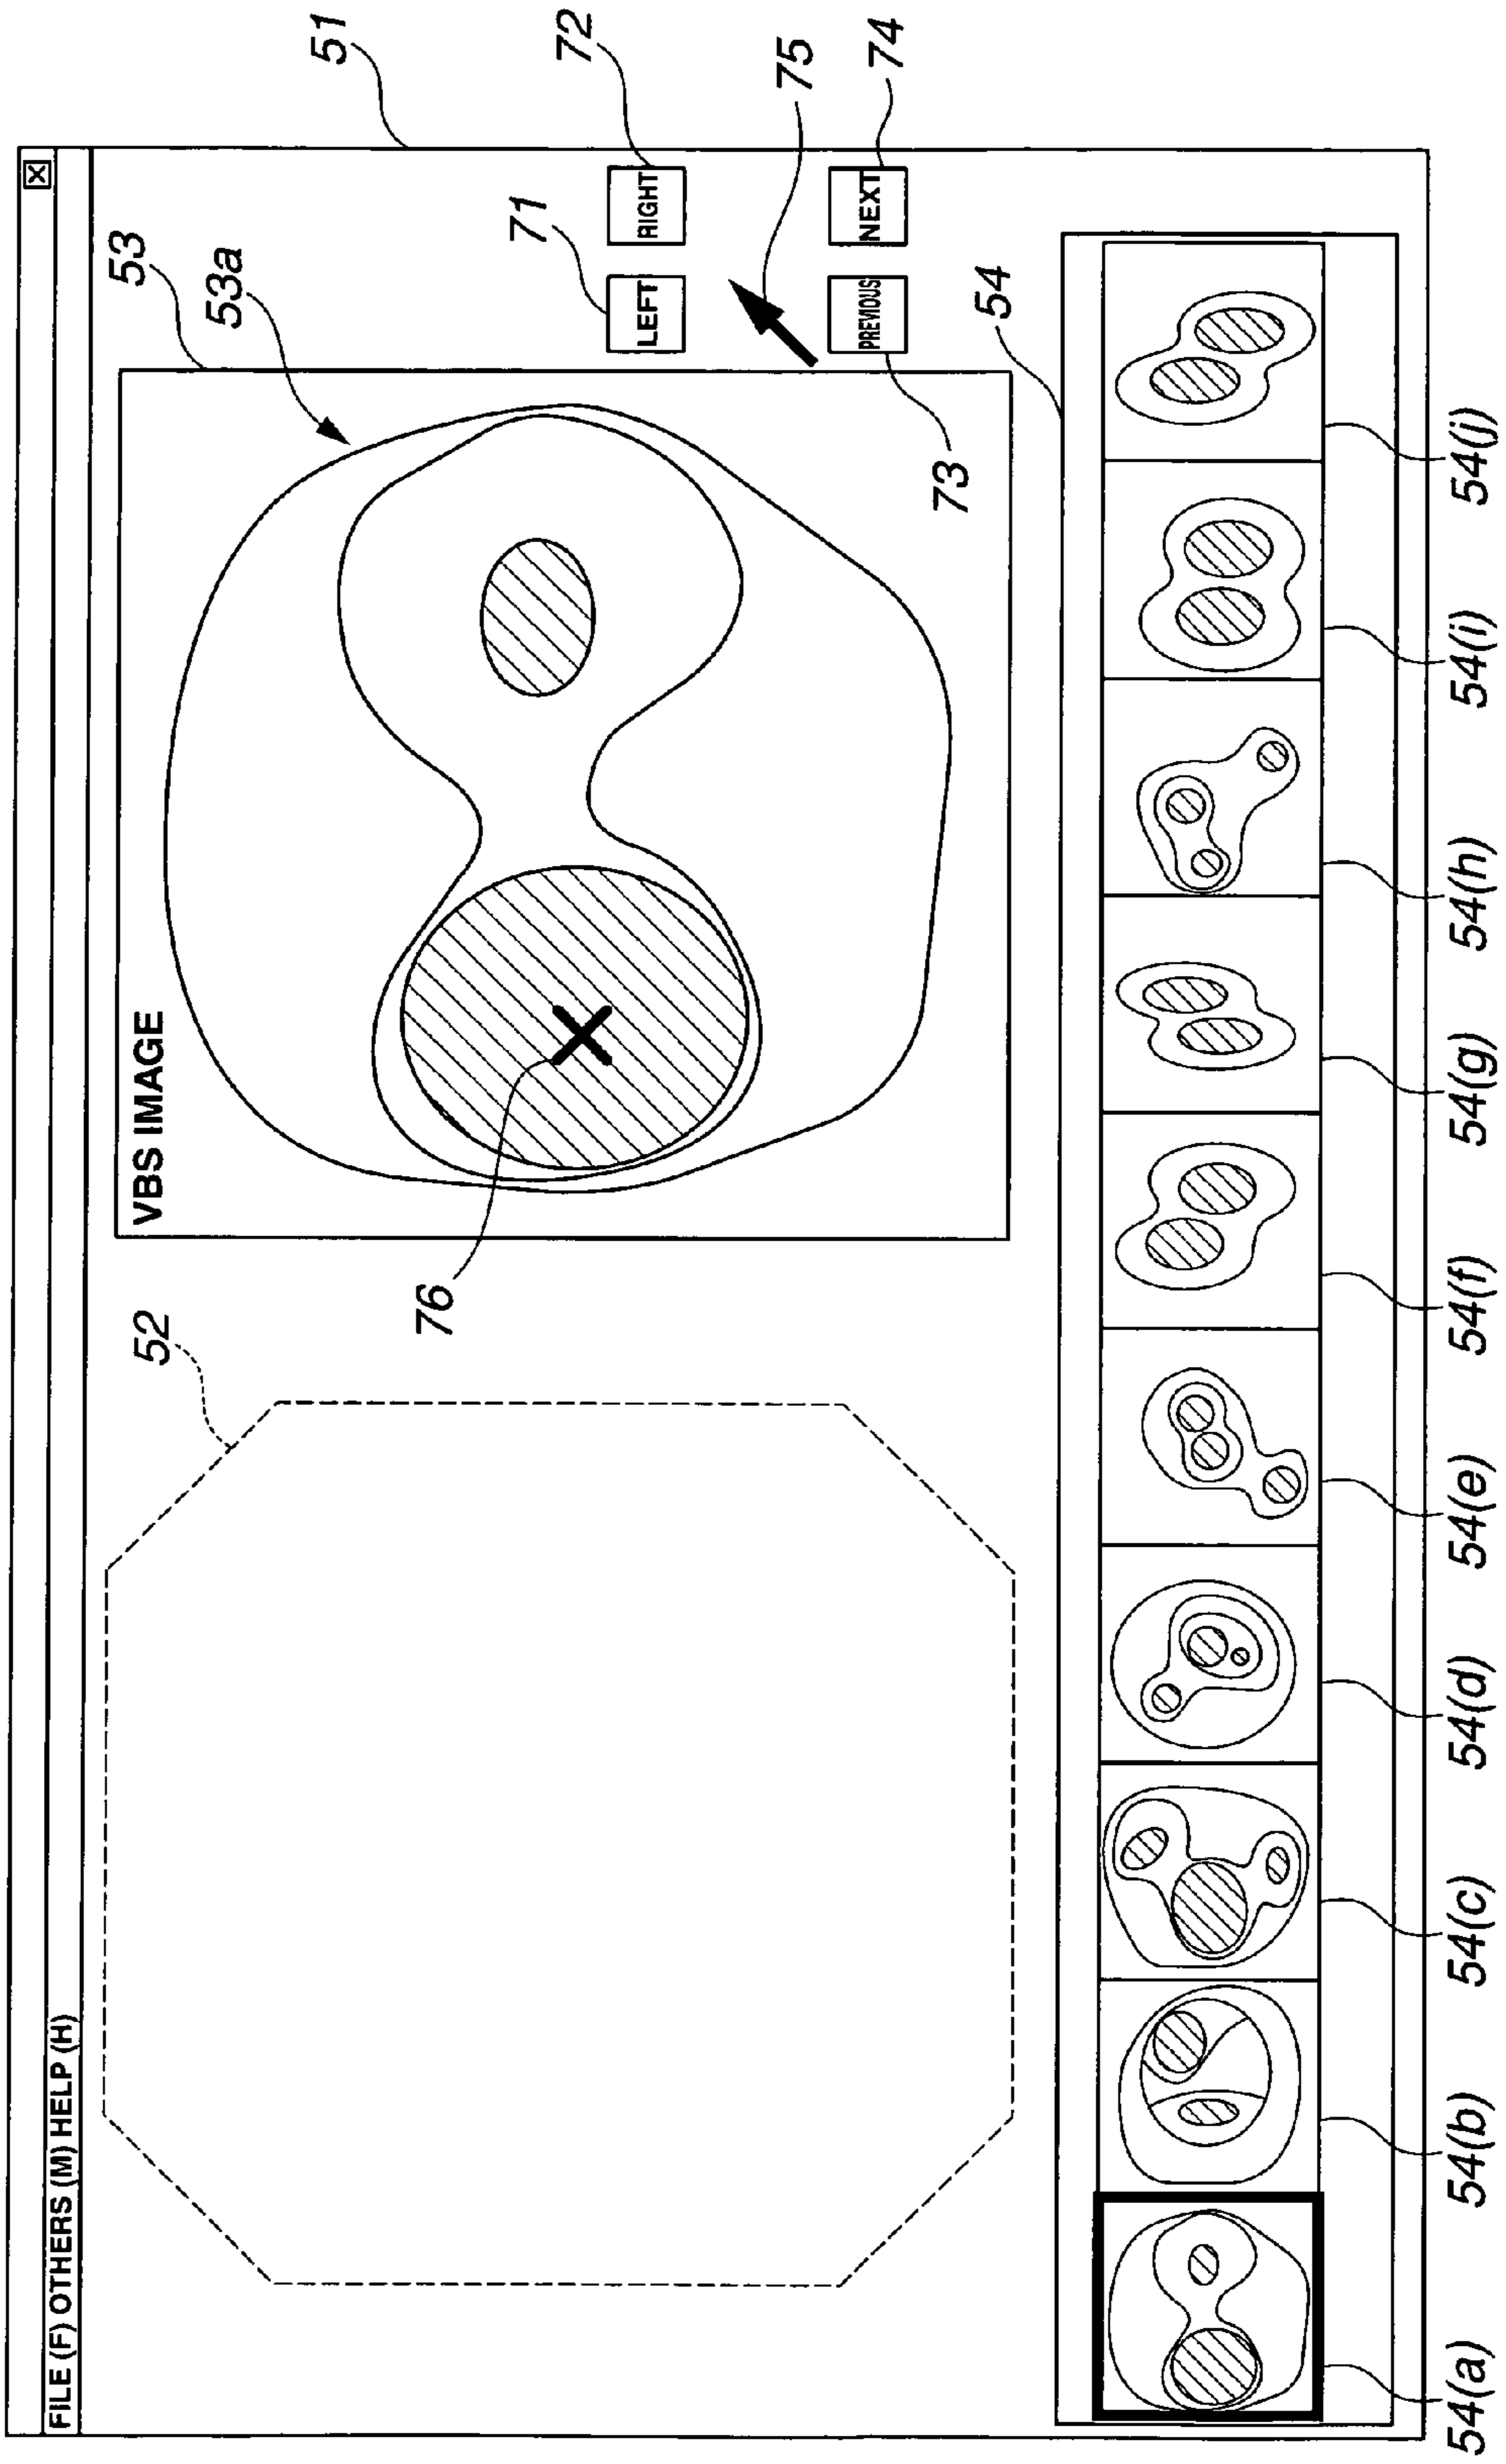 51
FILE (F) OTHERS (M) HELP (H)
X
52
VBS IMAGE
53
53a
76
71
72
LEFT
RIGHT
75
PREVIOUS
NEXT
73
74
54
54(a)
54(b)
54(c)
54(d)
54(e)
54(f)
54(g)
54(h)
54(i)
54(j)